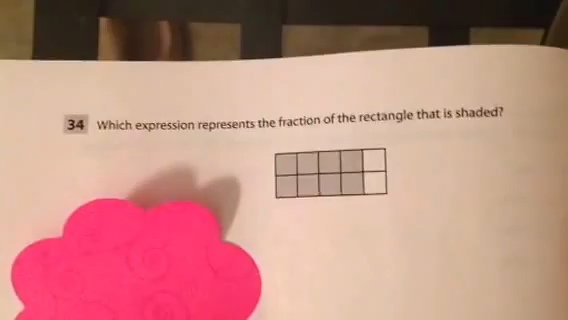 34 Which expression represents the fraction of the rectangle that is shaded?